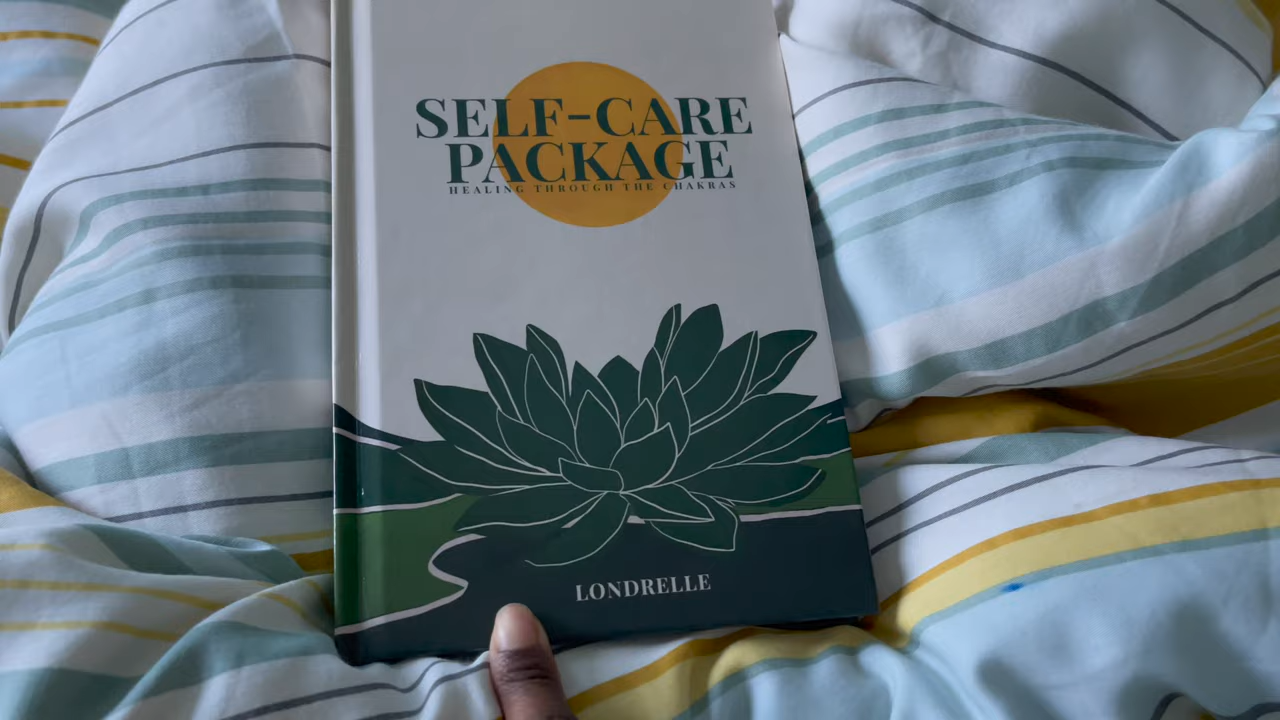 SELF-CARE
PACKAGE
HEALING THROUGH THE CHAKRAS
LONDRELLE